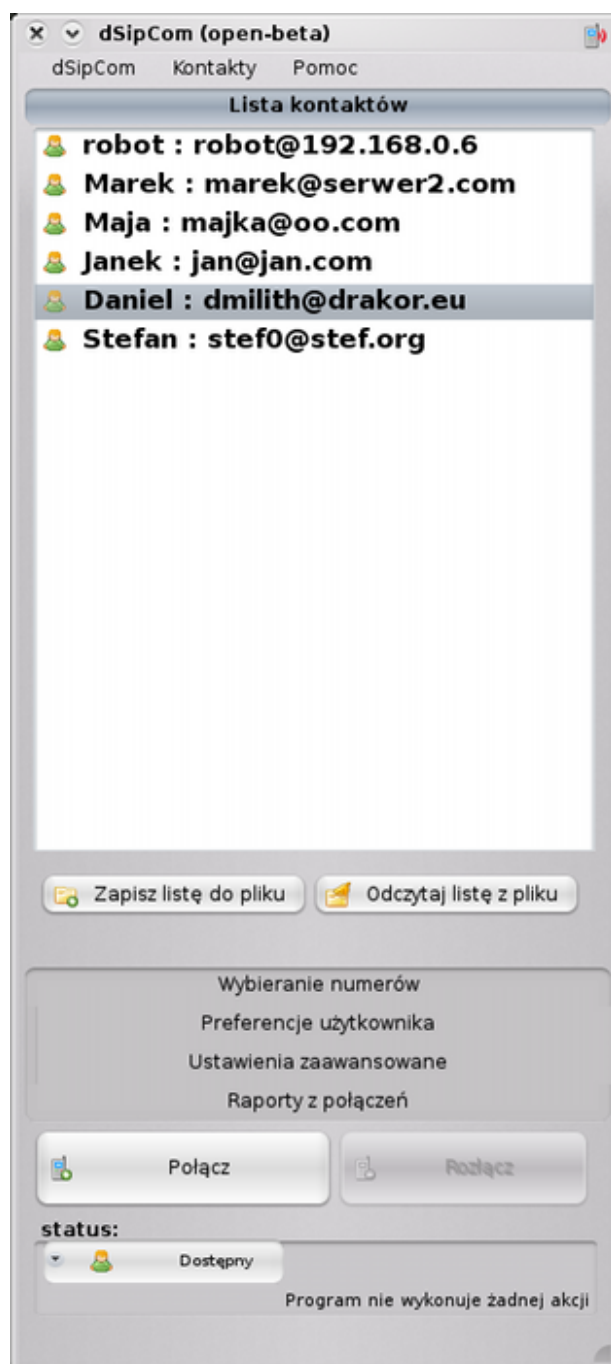 dSipCom (open-beta)
dSipCom Kontakty Pomoc
Lista kontaktów
robot : robot@192.168.0.6
Marek : marek@serwer2.com
Maja : majka@oo.com
Janek : jan@jan.com
Daniel : dmilith@drakor.eu
Stefan : stef0@stef.org
Zapisz listę do pliku Odczytaj listę z pliku
Wybieranie numerów
Preferencje użytkownika
Ustawienia zaawansowane
Raporty z połączeń
Połącz Rozłącz
status:
Dostępny
Program nie wykonuje żadnej akcji